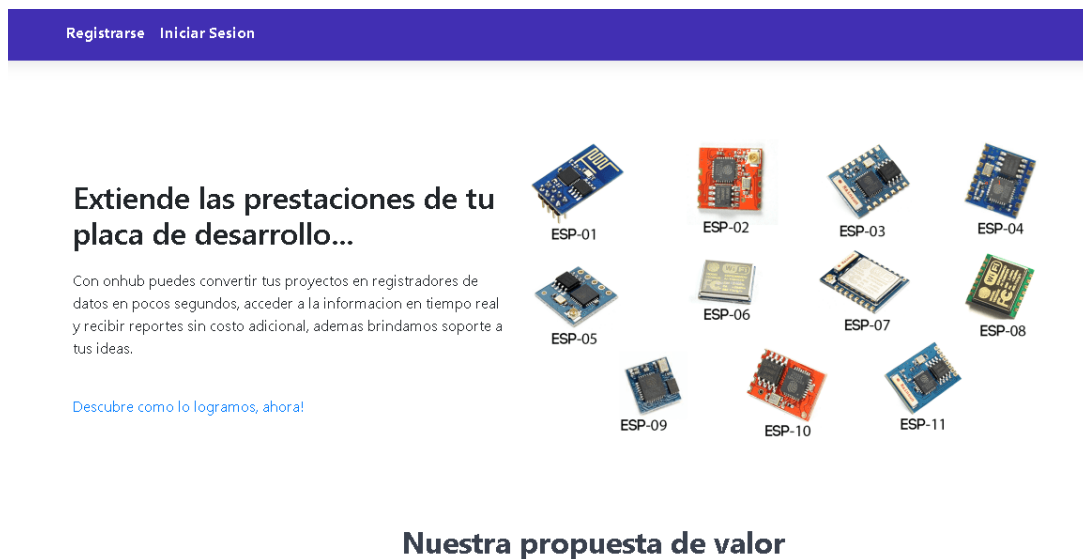 Registrarse Iniciar Sesion
Extiende las prestaciones de tu
placa de desarrollo...
Con onhub puedes convertir tus proyectos en registradores de
datos en pocos segundos, acceder a la informacion en tiempo real
y recibir reportes sin costo adicional, ademas brindamos soporte a
tus ideas.
Descubre como lo logramos, ahora!
ESP-01
ESP-02
ESP-03
ESP-04
ESP-05
ESP-06
ESP-07
ESP-08
ESP-09
ESP-10
ESP-11
Nuestra propuesta de valor